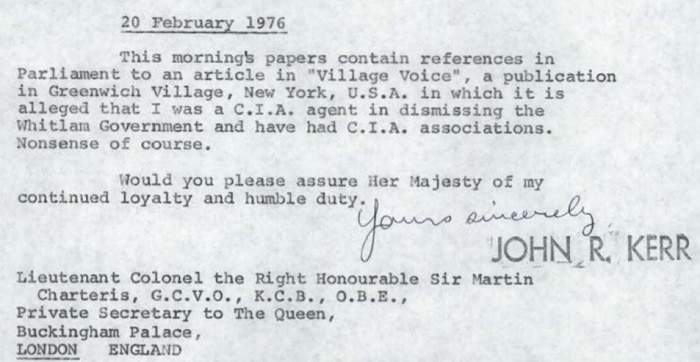 20 February 1976
This morning's papers contain references in
Parliament to an article in "Village Voice", a publication
in Greenwich Village, New York, U.S.A. in which it is
alleged that I was a C.I.A. agent in dismissing the
Whitlam Government and have had C.I.A. associations.
Nonsense of course.
Would you please assure Her Majesty of my
continued loyalty and humble duty.
Yours sincerely,
JOHN R. KERR
Lieutenant Colonel the Right Honourable Sir Martin
Charteris, G.C.V.O., K.C.B., O.B.E.,
Private Secretary to The Queen,
Buckingham Palace,
LONDON ENGLAND